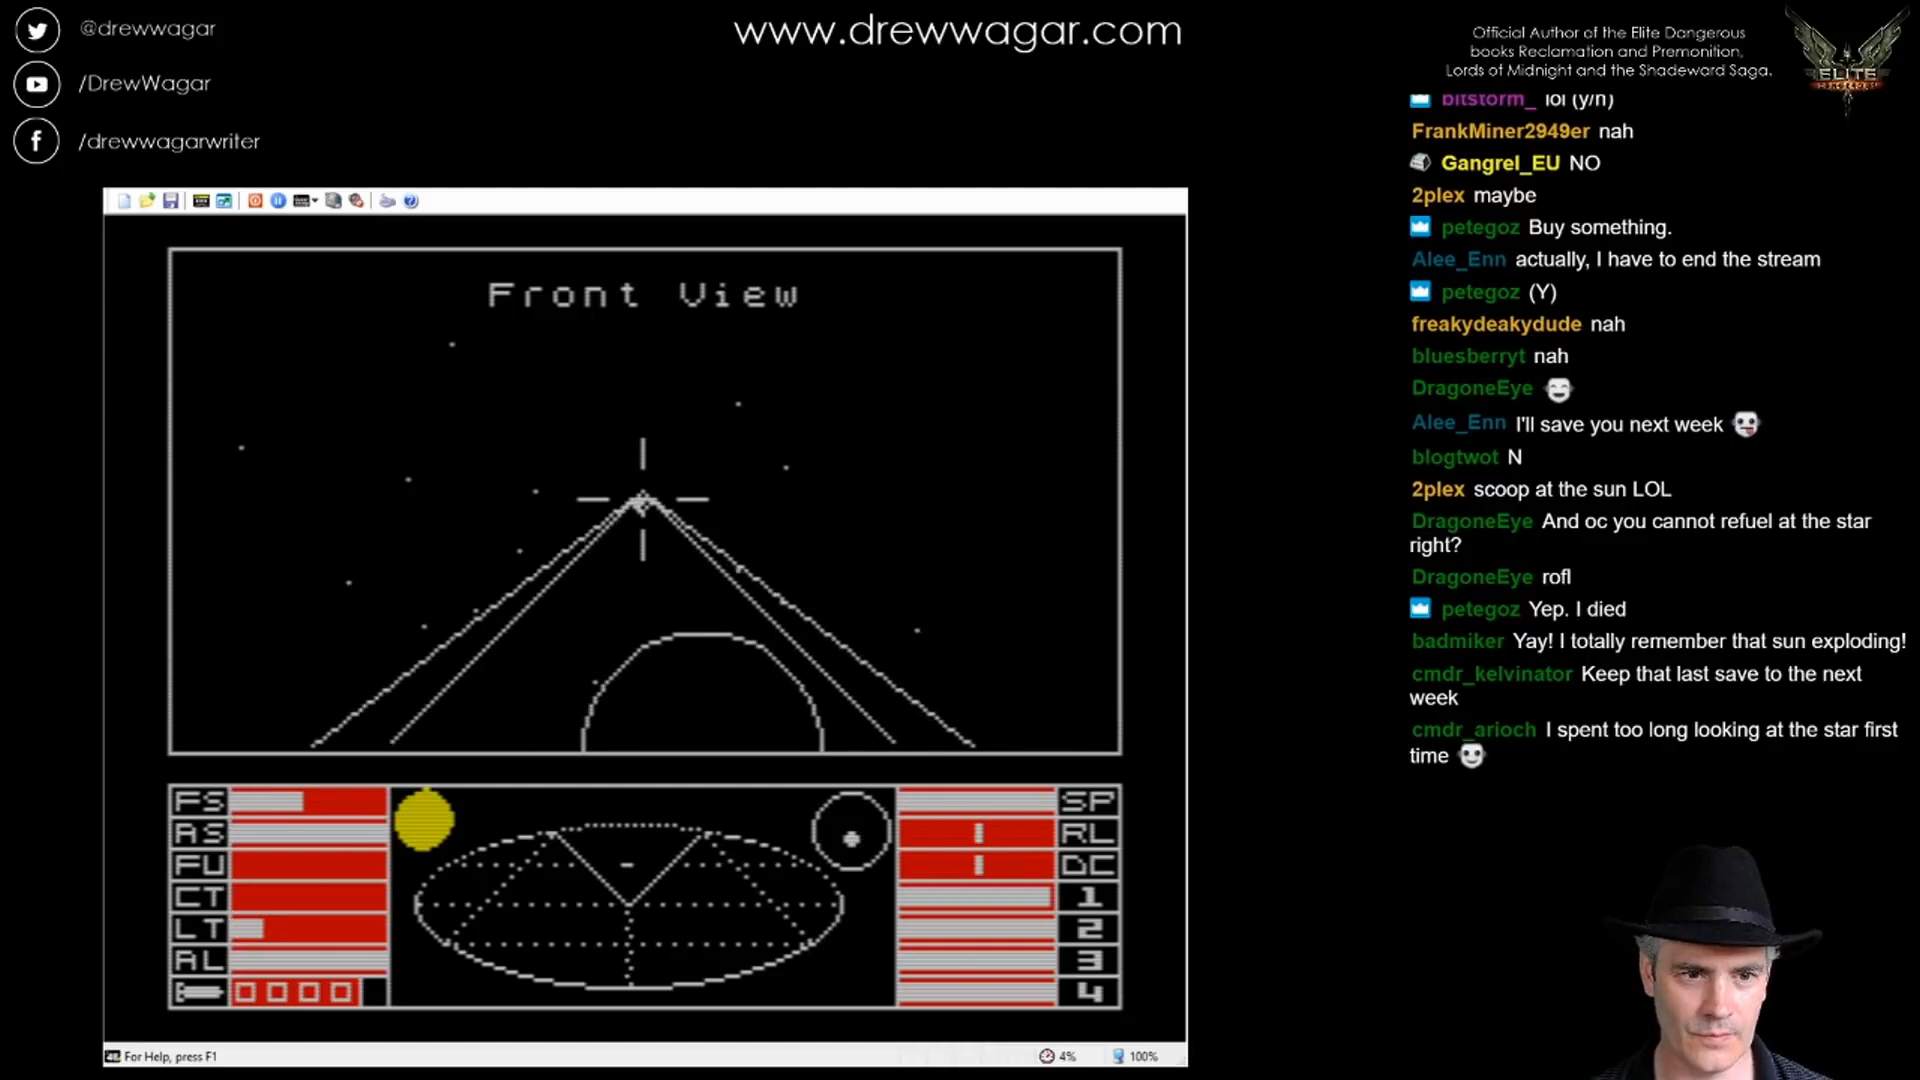 @drewwagar
/DrewWagar
/drewwagarwriter
www.drewwagar.com
Official Author of the Elite Dangerous
books Reclamation and Premonition,
Lords of Midnight and the Shadeward Saga.
ELITE
DANGEROUS
bitstorm_ lol (y/n)
FrankMiner2949er nah
Gangrel_EU NO
2plex maybe
petegoz Buy something.
Alee_Enn actually, I have to end the stream
petegoz (Y)
freakydeakydude nah
bluesberryt nah
DragoneEye
Alee_Enn I'll save you next week
blogtwot N
2plex scoop at the sun LOL
DragoneEye And oc you cannot refuel at the star
right?
DragoneEye rofl
petegoz Yep. I died
badmiker Yay! I totally remember that sun exploding!
cmdr_kelvinator Keep that last save to the next
week
cmdr_arioch I spent too long looking at the star first
time
Front View
FS
AS
FU
CT
LT
AL
SP
RL
DC
1
2
3
4
For Help, press F1
4%
100%